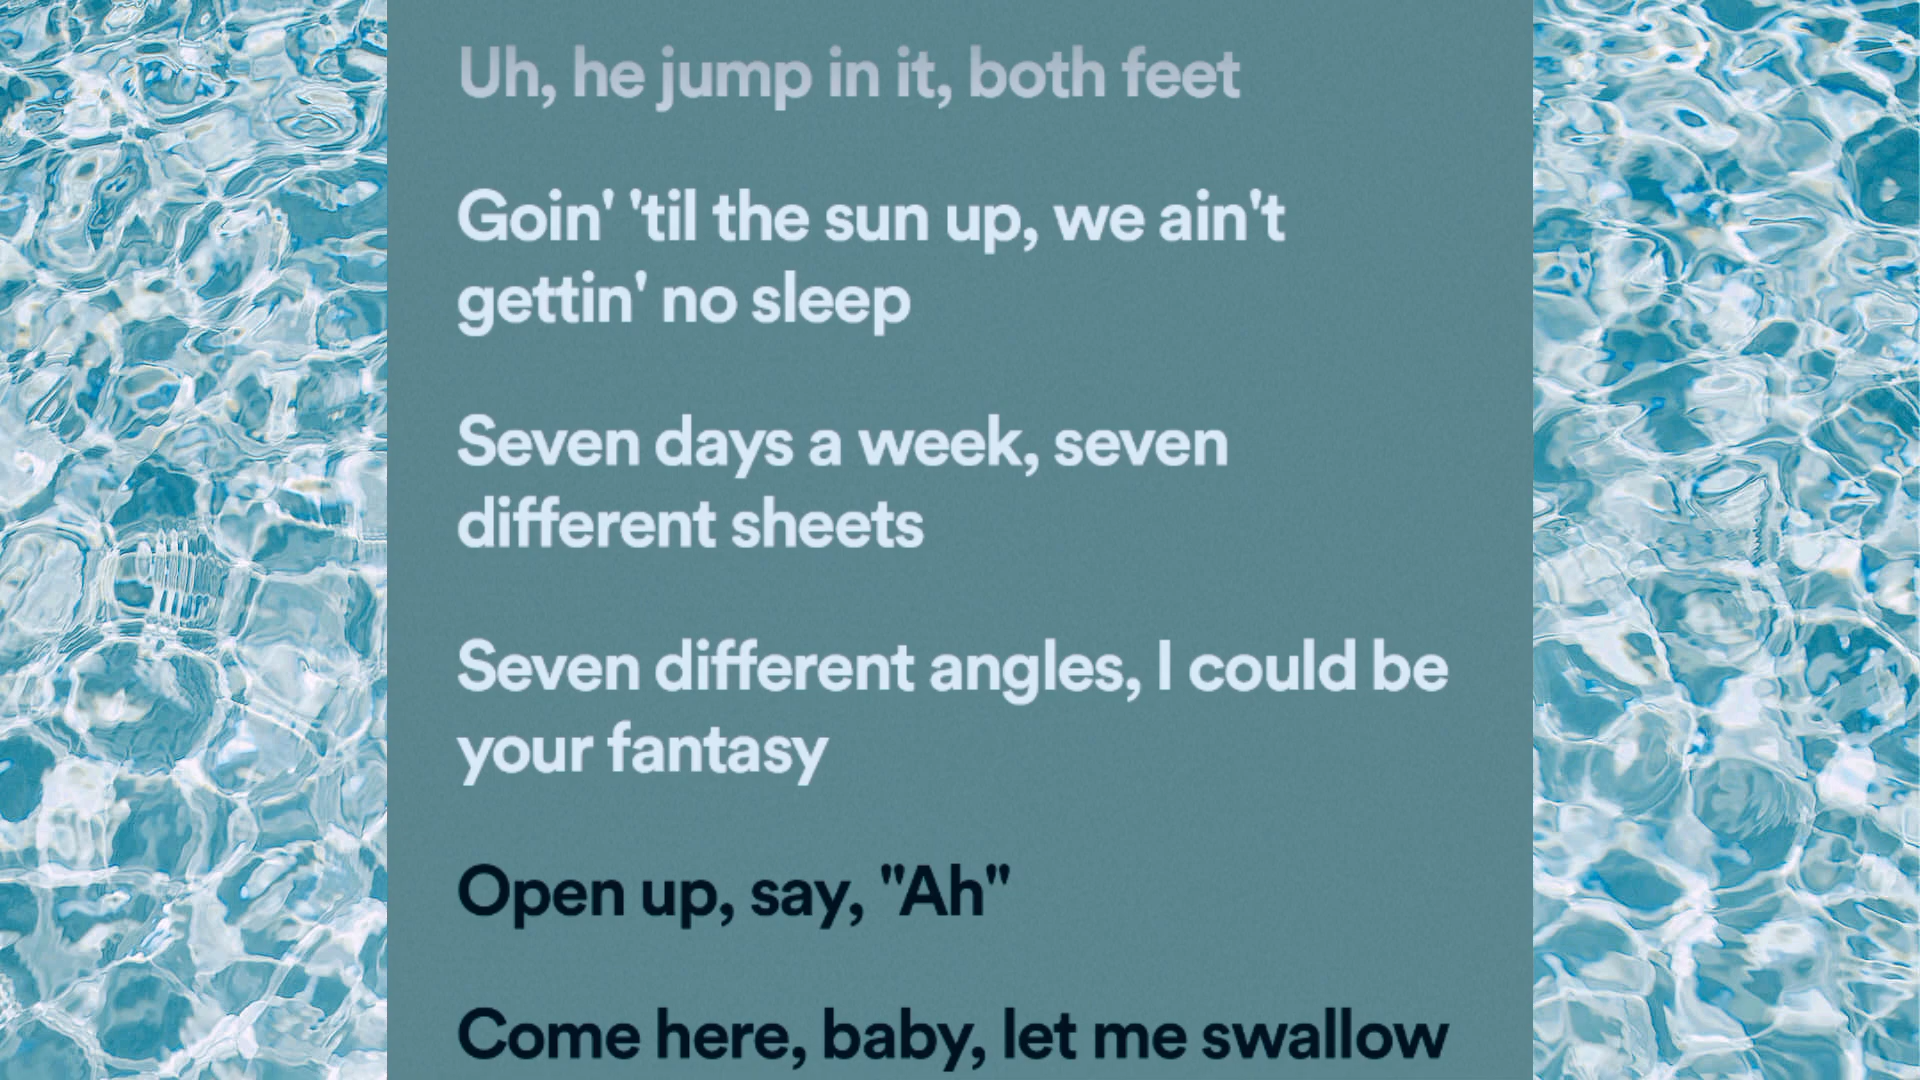 Uh, he jump in it, both feet
Goin' 'til the sun up, we ain't
gettin' no sleep
Seven days a week, seven
different sheets
Seven different angles, I could be
your fantasy
Open up, say, "Ah"
Come here, baby, let me swallow